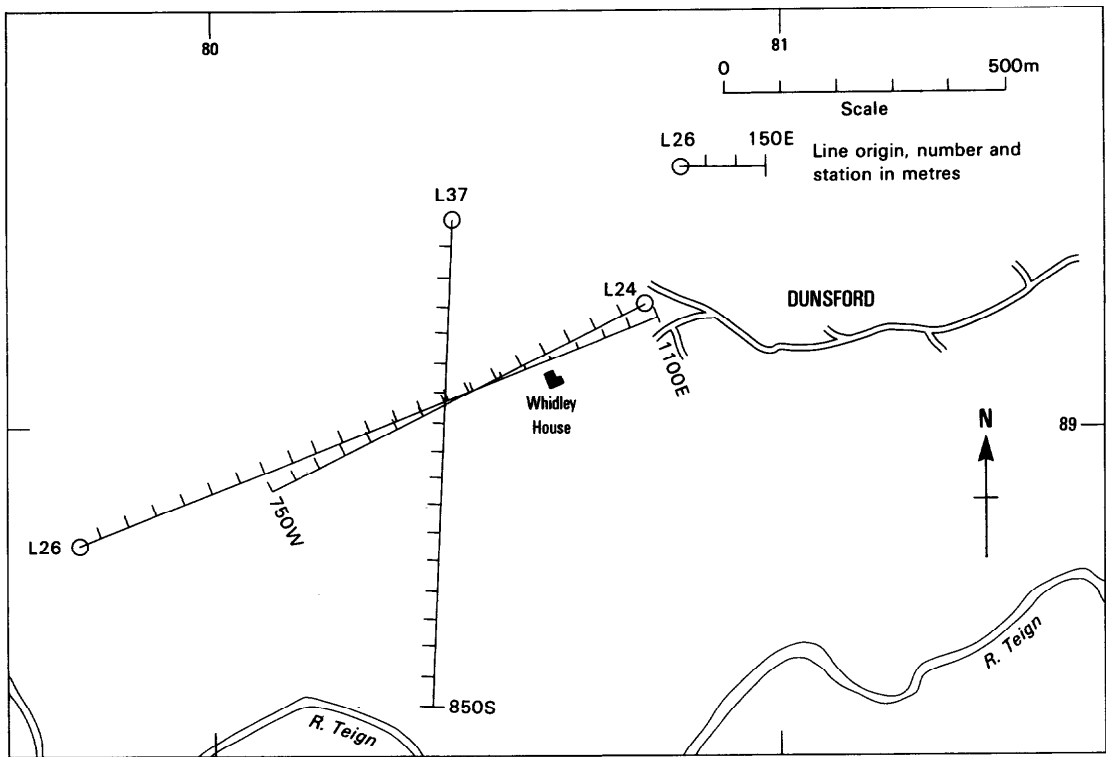 80
81
0 500m
Scale
L26 150E
Line origin, number and
station in metres
L37
L24
DUNSFORD
1100E
Whidley
House
N
89
750W
L26
850S
R. Teign
R. Teign